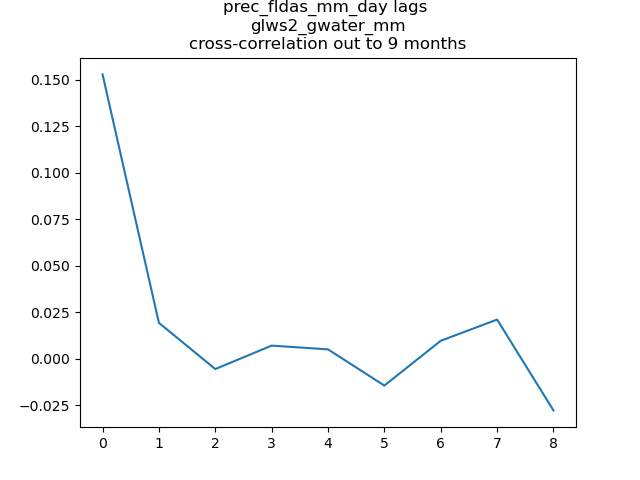 prec_fldas_mm_day lags
glws2_gwater_mm
cross-correlation out to 9 months
0.150
0.125
0.100
0.075
0.050
0.025
0.000
−0.025
0 1 2 3 4 5 6 7 8